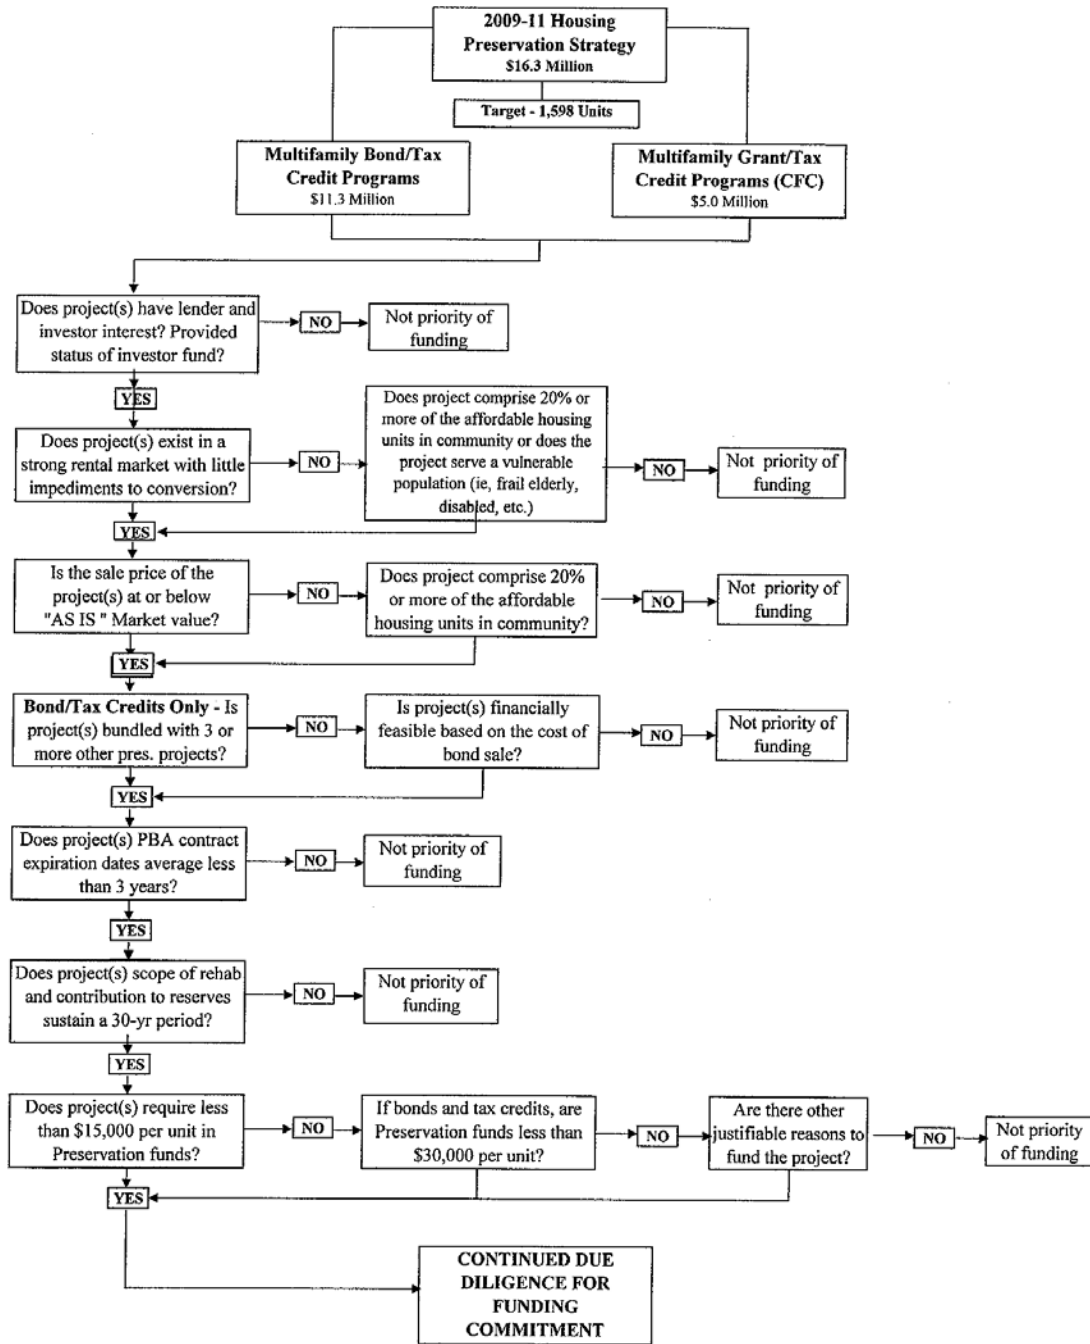 2009-11 Housing
Preservation Strategy
$16.3 Million
Target - 1,598 Units
Multifamily Bond/Tax
Credit Programs
$11.3 Million
Multifamily Grant/Tax
Credit Programs (CFC)
$5.0 Million
Does project(s) have lender and
investor interest? Provided
status of investor fund?
NO
Not priority of
funding
YES
Does project(s) exist in a
strong rental market with little
impediments to conversion?
NO
Does project comprise 20% or
more of the affordable housing
units in community or does the
project serve a vulnerable
population (ie, frail elderly,
disabled, etc.)
NO
Not priority of
funding
YES
Is the sale price of the
project(s) at or below
"AS IS " Market value?
NO
Does project comprise 20%
or more of the affordable
housing units in community?
NO
Not priority of
funding
YES
Bond/Tax Credits Only - Is
project(s) bundled with 3 or
more other pres. projects?
NO
Is project(s) financially
feasible based on the cost of
bond sale?
NO
Not priority of
funding
YES
Does project(s) PBA contract
expiration dates average less
than 3 years?
NO
Not priority of
funding
YES
Does project(s) scope of rehab
and contribution to reserves
sustain a 30-yr period?
NO
Not priority of
funding
YES
Does project(s) require less
than $15,000 per unit in
Preservation funds?
NO
If bonds and tax credits, are
Preservation funds less than
$30,000 per unit?
NO
Are there other
justifiable reasons to
fund the project?
NO
Not priority
of funding
YES
CONTINUED DUE
DILIGENCE FOR
FUNDING
COMMITMENT